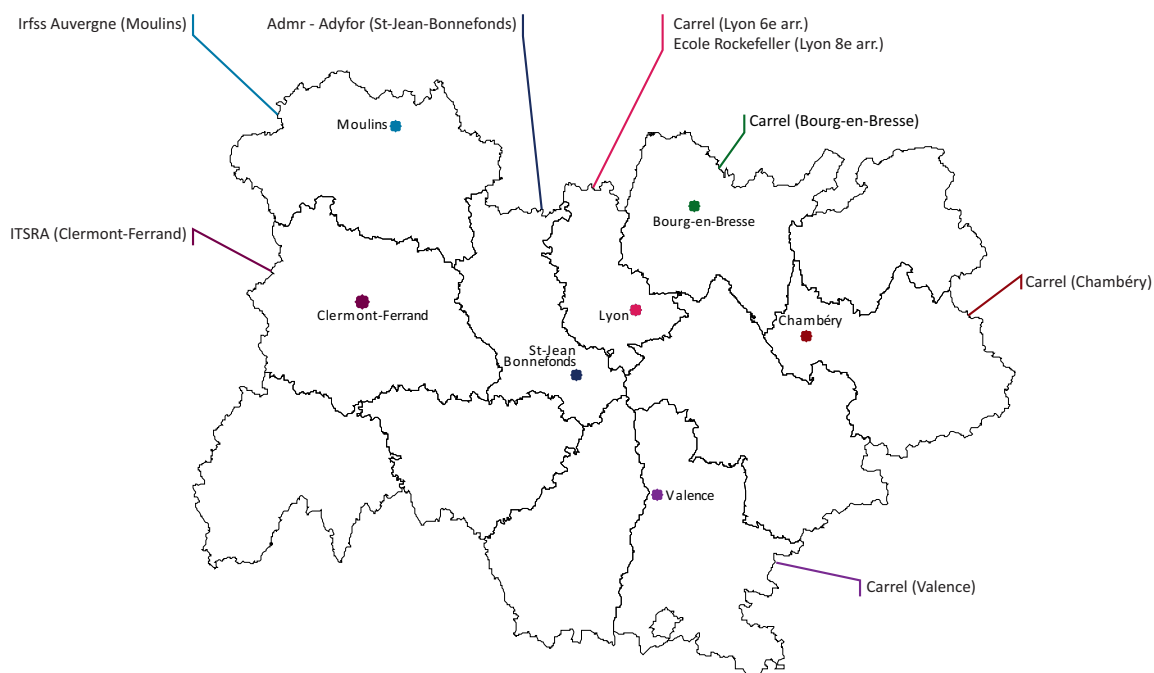 Irfss Auvergne (Moulins)
Admr - Adyfor (St-Jean-Bonnefonds)
Carrel (Lyon 6e arr.)
Ecole Rockefeller (Lyon 8e arr.)
Carrel (Bourg-en-Bresse)
Moulins
Bourg-en-Bresse
ITSRA (Clermont-Ferrand)
Carrel (Chambéry)
Clermont-Ferrand
Lyon
Chambéry
St-Jean
Bonnefonds
Valence
Carrel (Valence)